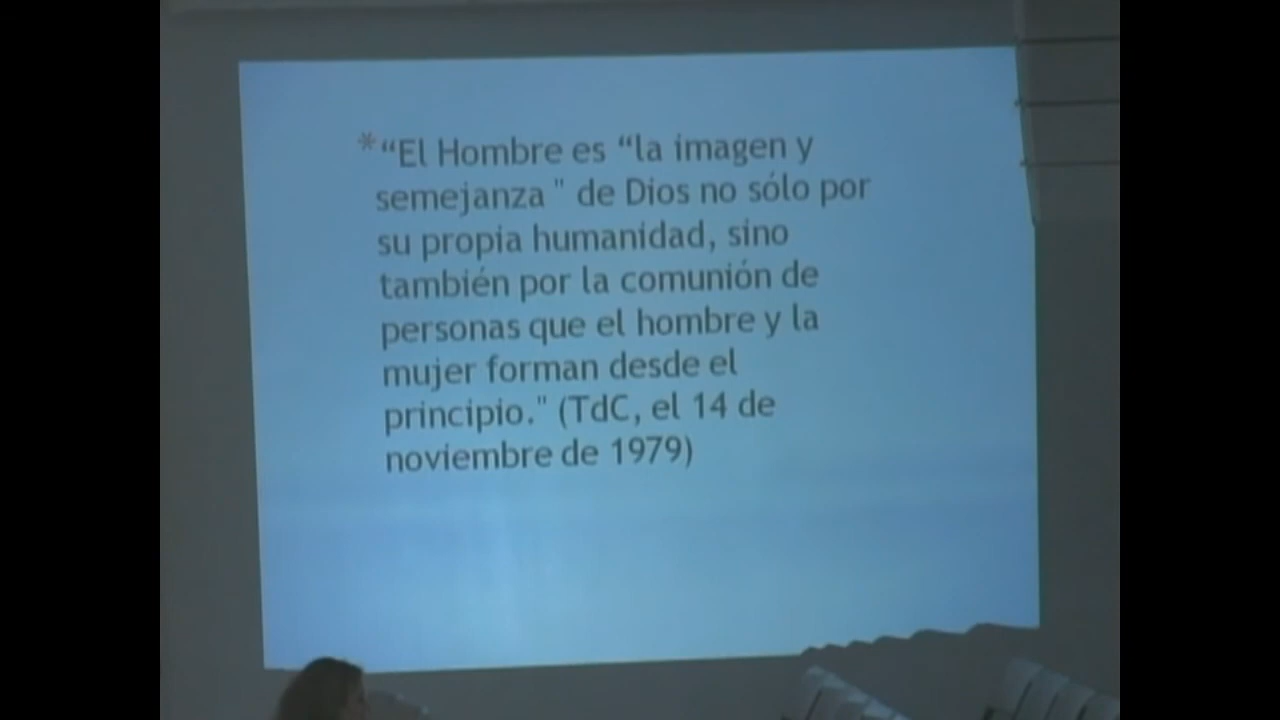 *“El Hombre es “la imagen y
semejanza " de Dios no sólo por
su propia humanidad, sino
también por la comunión de
personas que el hombre y la
mujer forman desde el
principio." (TdC, el 14 de
noviembre de 1979)